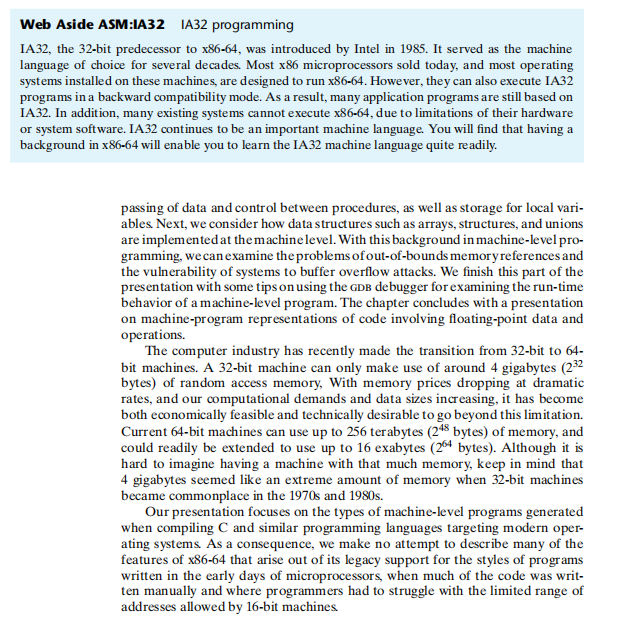 Web Aside ASM:IA32 IA32 programming
IA32, the 32-bit predecessor to x86-64, was introduced by Intel in 1985. It served as the machine
language of choice for several decades. Most x86 microprocessors sold today, and most operating
systems installed on these machines, are designed to run x86-64. However, they can also execute IA32
programs in a backward compatibility mode. As a result, many application programs are still based on
IA32. In addition, many existing systems cannot execute x86-64, due to limitations of their hardware
or system software. IA32 continues to be an important machine language. You will find that having a
background in x86-64 will enable you to learn the IA32 machine language quite readily.
passing of data and control between procedures, as well as storage for local vari-
ables. Next, we consider how data structures such as arrays, structures, and unions
are implemented at the machine level. With this background in machine-level pro-
gramming, we can examine the problems of out-of-bounds memory references and
the vulnerability of systems to buffer overflow attacks. We finish this part of the
presentation with some tips on using the GDB debugger for examining the run-time
behavior of a machine-level program. The chapter concludes with a presentation
on machine-program representations of code involving floating-point data and
operations.
The computer industry has recently made the transition from 32-bit to 64-
bit machines. A 32-bit machine can only make use of around 4 gigabytes (2³²
bytes) of random access memory, With memory prices dropping at dramatic
rates, and our computational demands and data sizes increasing, it has become
both economically feasible and technically desirable to go beyond this limitation.
Current 64-bit machines can use up to 256 terabytes (2⁴⁸ bytes) of memory, and
could readily be extended to use up to 16 exabytes (2⁶⁴ bytes). Although it is
hard to imagine having a machine with that much memory, keep in mind that
4 gigabytes seemed like an extreme amount of memory when 32-bit machines
became commonplace in the 1970s and 1980s.
Our presentation focuses on the types of machine-level programs generated
when compiling C and similar programming languages targeting modern oper-
ating systems. As a consequence, we make no attempt to describe many of the
features of x86-64 that arise out of its legacy support for the styles of programs
written in the early days of microprocessors, when much of the code was writ-
ten manually and where programmers had to struggle with the limited range of
addresses allowed by 16-bit machines.